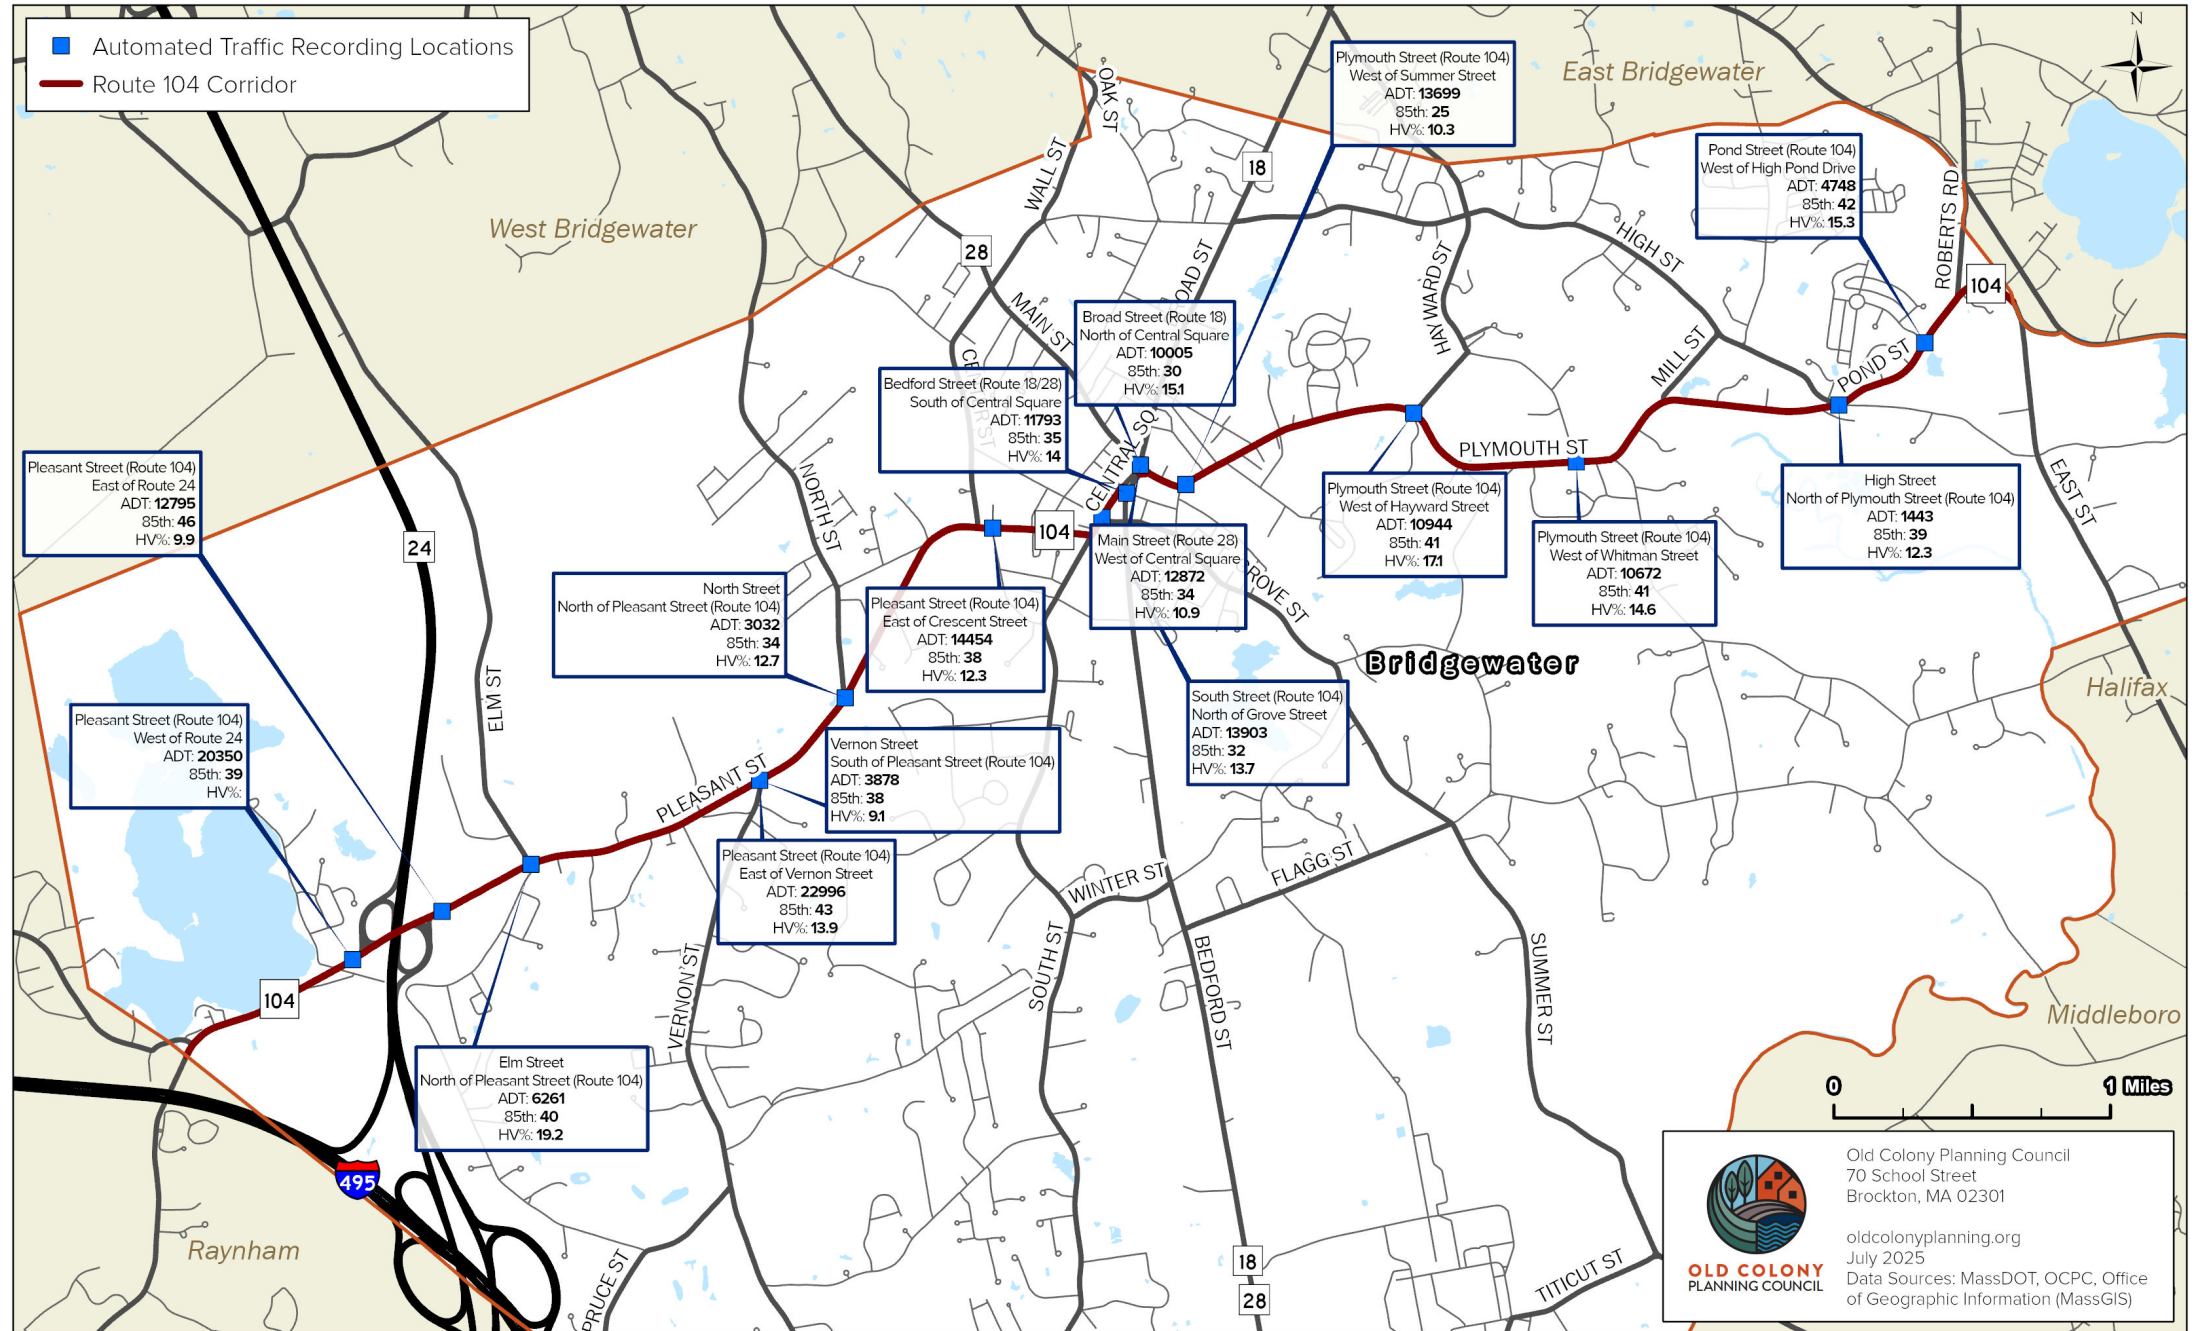 Automated Traffic Recording Locations
Route 104 Corridor
N
East Bridgewater
West Bridgewater
Plymouth Street (Route 104)
West of Summer Street
ADT: 13699
85th: 25
HV%: 10.3
Pond Street (Route 104)
West of High Pond Drive
ADT: 4748
85th: 42
HV%: 15.3
OAK ST
WALL ST
18
28
MAIN ST
HIGH ST
HAYWARD ST
MILL ST
ROBERTS RD
104
POND ST
Broad Street (Route 18)
North of Central Square
ADT: 10005
85th: 30
HV%: 15.1
Bedford Street (Route 18/28)
South of Central Square
ADT: 11793
85th: 35
HV%: 14
CENTRAL SQ
PLYMOUTH ST
Pleasant Street (Route 104)
East of Route 24
ADT: 12795
85th: 46
HV%: 9.9
24
NORTH ST
104
Main Street (Route 28)
West of Central Square
ADT: 12872
85th: 34
HV%: 10.9
Plymouth Street (Route 104)
West of Hayward Street
ADT: 10944
85th: 41
HV%: 17.1
Plymouth Street (Route 104)
West of Whitman Street
ADT: 10672
85th: 41
HV%: 14.6
High Street
North of Plymouth Street (Route 104)
ADT: 1443
85th: 39
HV%: 12.3
EAST ST
North Street
North of Pleasant Street (Route 104)
ADT: 3032
85th: 34
HV%: 12.7
Pleasant Street (Route 104)
East of Crescent Street
ADT: 14454
85th: 38
HV%: 12.3
GROVE ST
Bridgewater
Halifax
ELM ST
Pleasant Street (Route 104)
West of Route 24
ADT: 20350
85th: 39
HV%:
South Street (Route 104)
North of Grove Street
ADT: 13903
85th: 32
HV%: 13.7
Vernon Street
South of Pleasant Street (Route 104)
ADT: 3878
85th: 38
HV%: 9.1
PLEASANT ST
Pleasant Street (Route 104)
East of Vernon Street
ADT: 22996
85th: 43
HV%: 13.9
WINTER ST
FLAGG ST
104
VERNON ST
SOUTH ST
BEDFORD ST
SUMMER ST
Middleboro
Elm Street
North of Pleasant Street (Route 104)
ADT: 6261
85th: 40
HV%: 19.2
0
1 Miles
495
Raynham
18
28
TITICUT ST
OLD COLONY
PLANNING COUNCIL
Old Colony Planning Council
70 School Street
Brockton, MA 02301
oldcolonyplanning.org
July 2025
Data Sources: MassDOT, OCPC, Office
of Geographic Information (MassGIS)